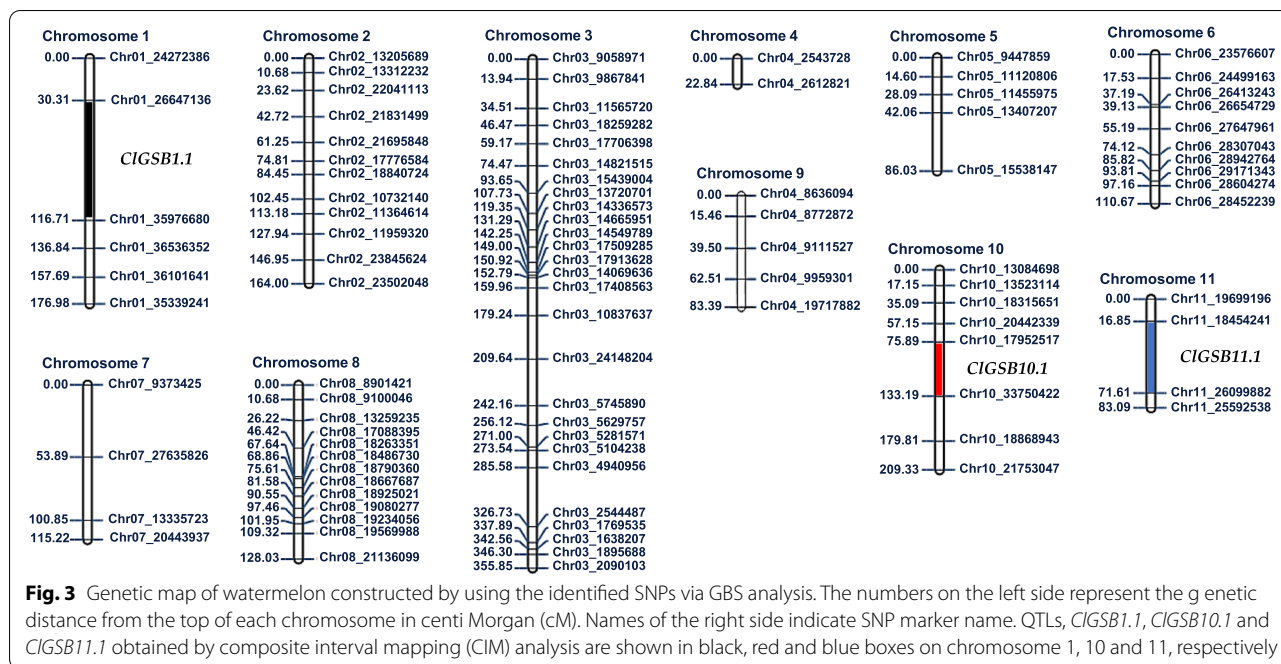 Chromosome 1
0.00 Chr01_24272386
30.31 Chr01_26647136
ClGSB1.1
116.71 Chr01_35976680
136.84 Chr01_36536352
157.69 Chr01_36101641
176.98 Chr01_35339241
Chromosome 2
0.00 Chr02_13205689
10.68 Chr02_13312232
23.62 Chr02_22041113
42.72 Chr02_21831499
61.25 Chr02_21695848
74.81 Chr02_17776584
84.45 Chr02_18840724
102.45 Chr02_10732140
113.18 Chr02_11364614
127.94 Chr02_11959320
146.95 Chr02_23845624
164.00 Chr02_23502048
Chromosome 3
0.00 Chr03_9058971
13.94 Chr03_9867841
34.51 Chr03_11565720
46.47 Chr03_18259282
59.17 Chr03_17706398
74.47 Chr03_14821515
93.65 Chr03_15439004
107.73 Chr03_13720701
119.35 Chr03_14336573
131.29 Chr03_14665951
142.25 Chr03_14549789
149.00 Chr03_17509285
150.92 Chr03_17913628
152.79 Chr03_14069636
159.96 Chr03_17408563
179.24 Chr03_10837637
209.64 Chr03_24148204
242.16 Chr03_5745890
256.12 Chr03_5629757
271.00 Chr03_5281571
273.54 Chr03_5104238
285.58 Chr03_4940956
326.73 Chr03_2544487
337.89 Chr03_1769535
342.56 Chr03_1638207
346.30 Chr03_1895688
355.85 Chr03_2090103
Chromosome 4
0.00 Chr04_2543728
22.84 Chr04_2612821
Chromosome 5
0.00 Chr05_9447859
14.60 Chr05_11120806
28.09 Chr05_11455975
42.06 Chr05_13407207
86.03 Chr05_15538147
Chromosome 6
0.00 Chr06_23576607
17.53 Chr06_24499163
37.19 Chr06_26413243
39.13 Chr06_26654729
55.19 Chr06_27647961
74.12 Chr06_28307043
85.82 Chr06_28942764
93.81 Chr06_29171343
97.16 Chr06_28604274
110.67 Chr06_28452239
Chromosome 7
0.00 Chr07_9373425
53.89 Chr07_27635826
100.85 Chr07_13335723
115.22 Chr07_20443937
Chromosome 8
0.00 Chr08_8901421
10.68 Chr08_9100046
26.22 Chr08_13259235
46.42 Chr08_17088395
67.64 Chr08_18263351
68.86 Chr08_18486730
75.61 Chr08_18790360
81.58 Chr08_18667687
90.55 Chr08_18925021
97.46 Chr08_19080277
101.95 Chr08_19234056
109.32 Chr08_19569988
128.03 Chr08_21136099
Chromosome 9
0.00 Chr04_8636094
15.46 Chr04_8772872
39.50 Chr04_9111527
62.51 Chr04_9959301
83.39 Chr04_19717882
Chromosome 10
0.00 Chr10_13084698
17.15 Chr10_13523114
35.09 Chr10_18315651
57.15 Chr10_20442339
75.89 Chr10_17952517
ClGSB10.1
133.19 Chr10_33750422
179.81 Chr10_18868943
209.33 Chr10_21753047
Chromosome 11
0.00 Chr11_19699196
16.85 Chr11_18454241
ClGSB11.1
71.61 Chr11_26099882
83.09 Chr11_25592538
Fig. 3 Genetic map of watermelon constructed by using the identified SNPs via GBS analysis. The numbers on the left side represent the g enetic
distance from the top of each chromosome in centi Morgan (cM). Names of the right side indicate SNP marker name. QTLs, ClGSB1.1, ClGSB10.1 and
ClGSB11.1 obtained by composite interval mapping (CIM) analysis are shown in black, red and blue boxes on chromosome 1, 10 and 11, respectively